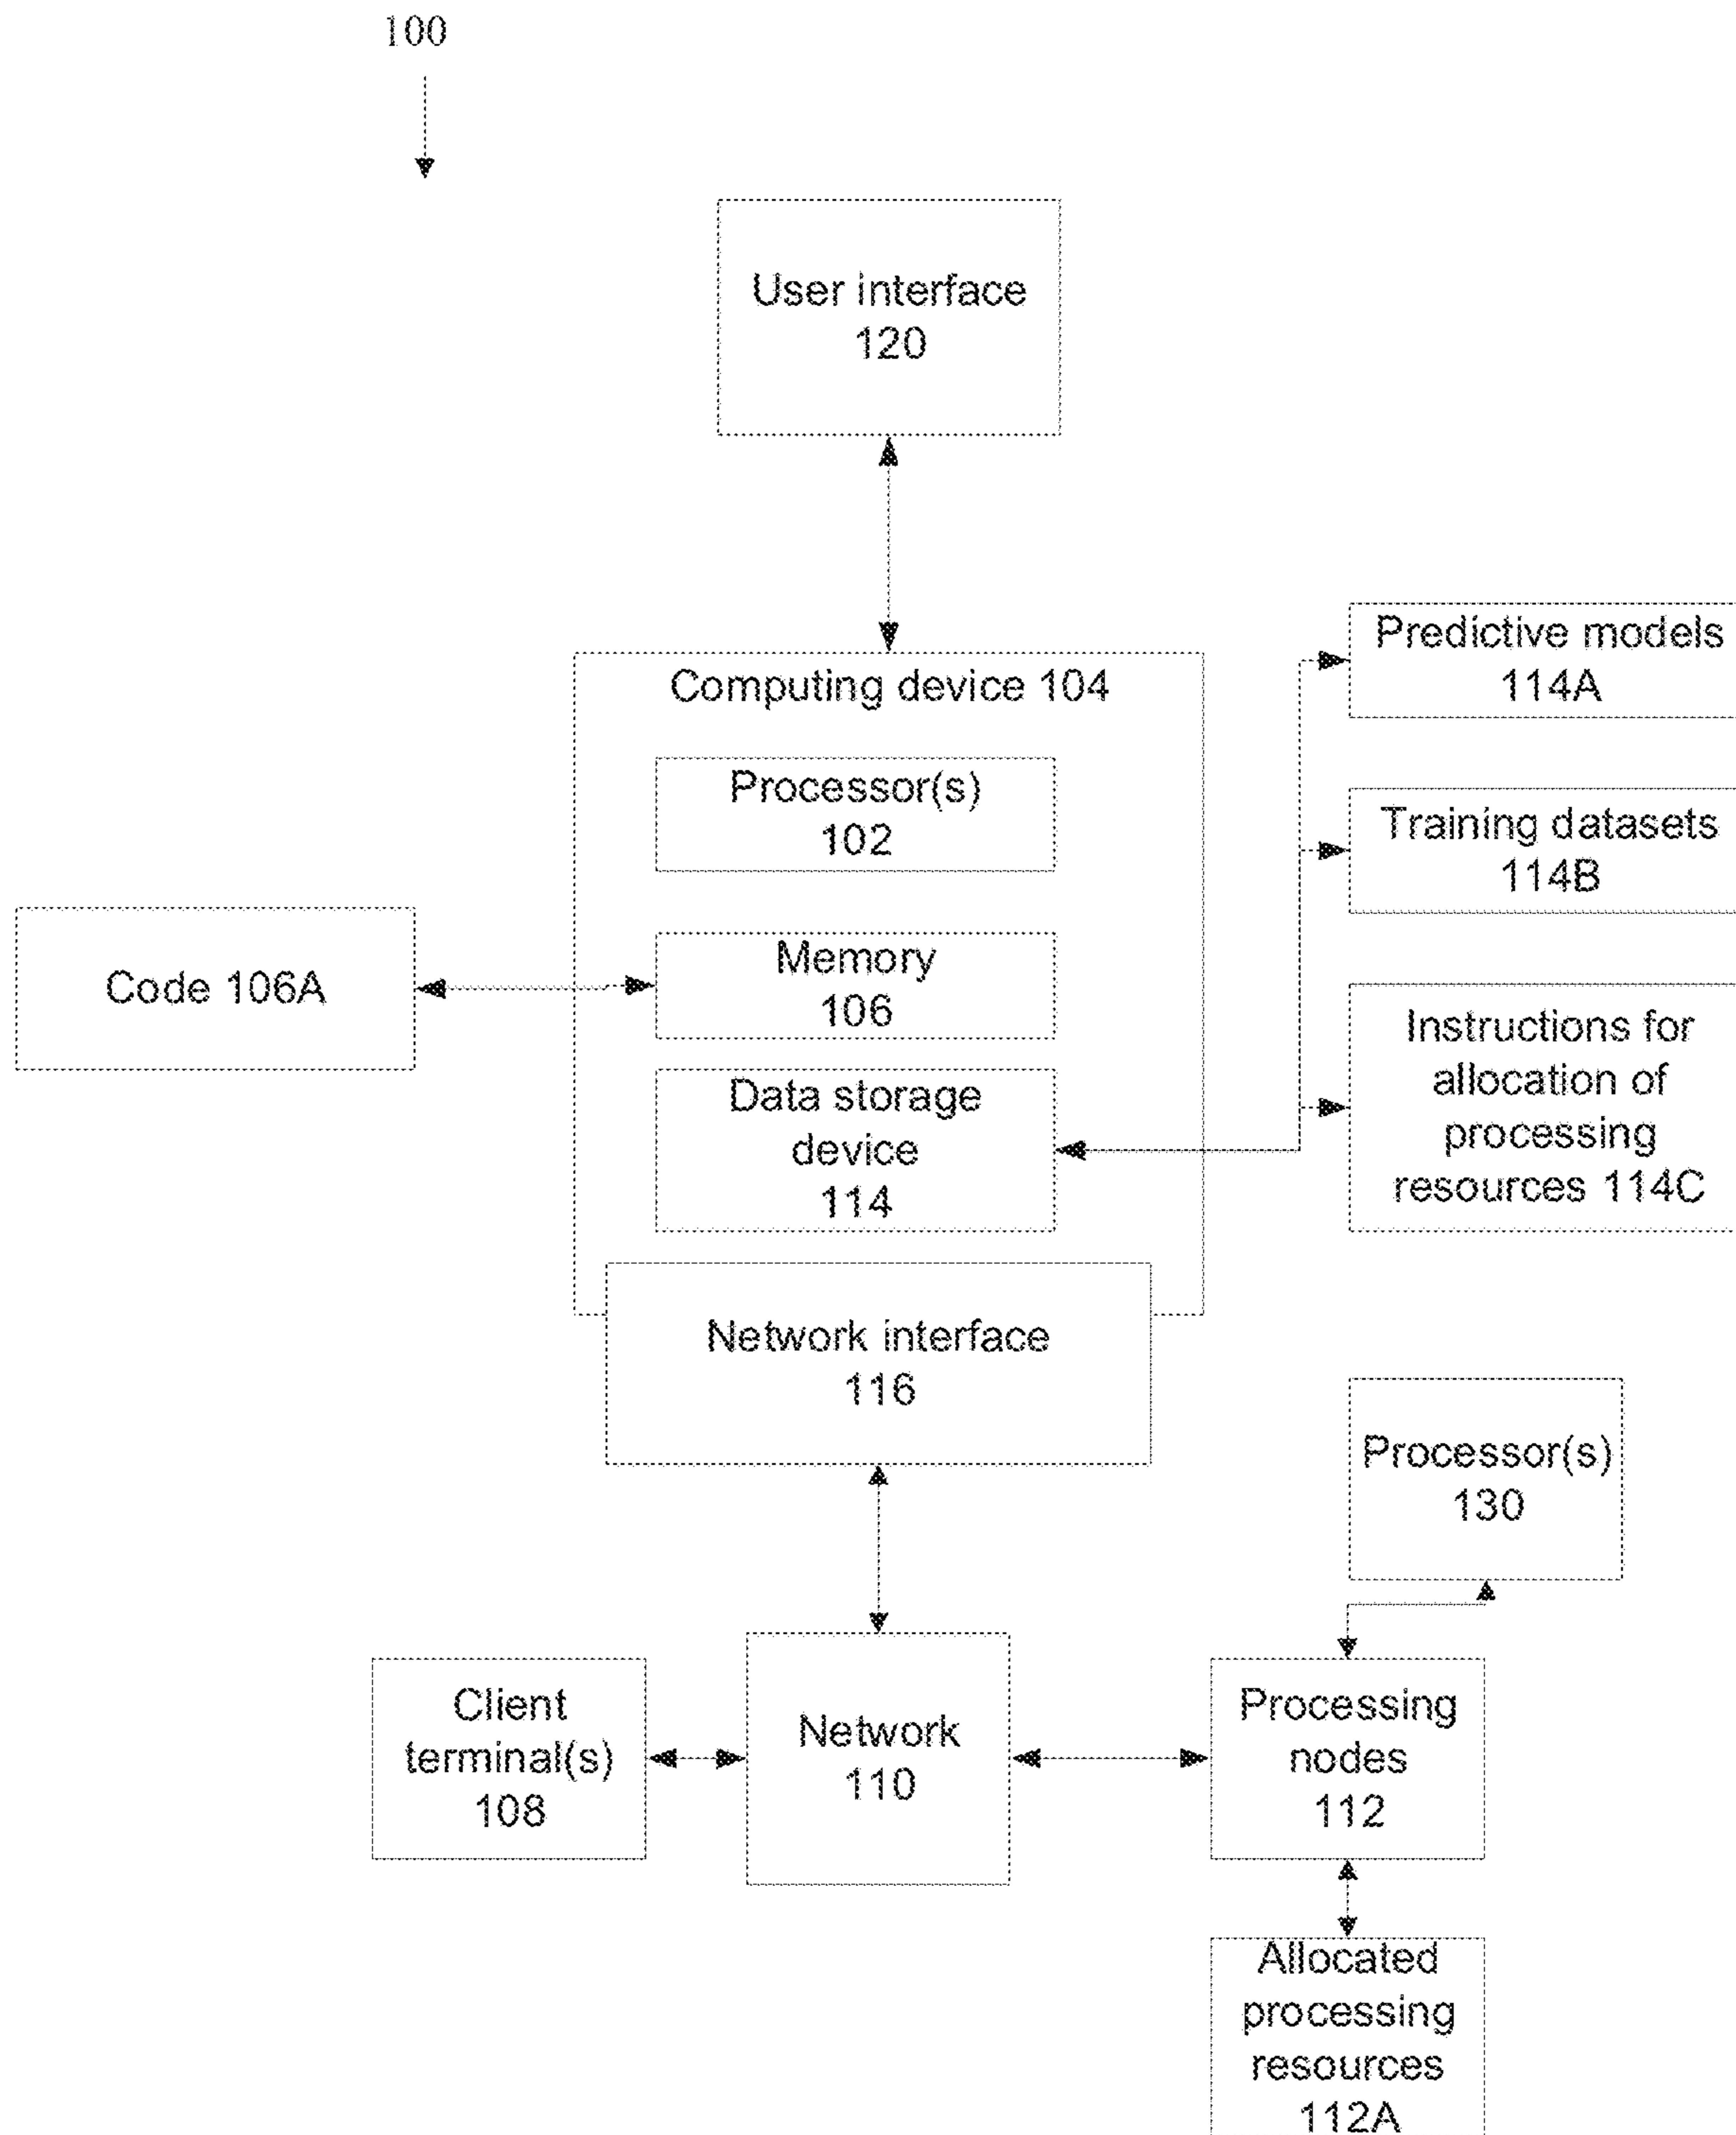 100
User interface
120
Computing device 104
Processor(s)
102
Memory
106
Data storage
device
114
Network interface
116
Code 106A
Predictive models
114A
Training datasets
114B
Instructions for
allocation of
processing
resources 114C
Processor(s)
130
Client
terminal(s)
108
Network
110
Processing
nodes
112
Allocated
processing
resources
112A